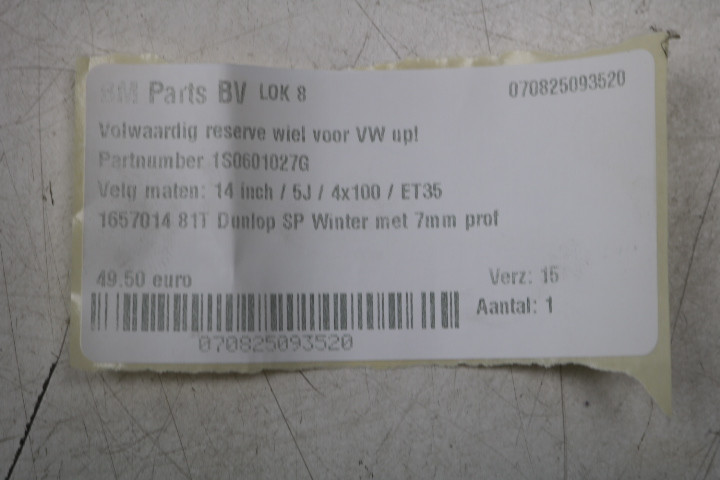 HM Parts BV LOK 8 070825093520
Volwaardig reserve wiel voor VW up!
Partnumber 1S0601027G
Velg maten: 14 inch / 5J / 4x100 / ET35
1657014 81T Dunlop SP Winter met 7mm prof
49.50 euro Verz: 15
Aantal: 1
070825093520